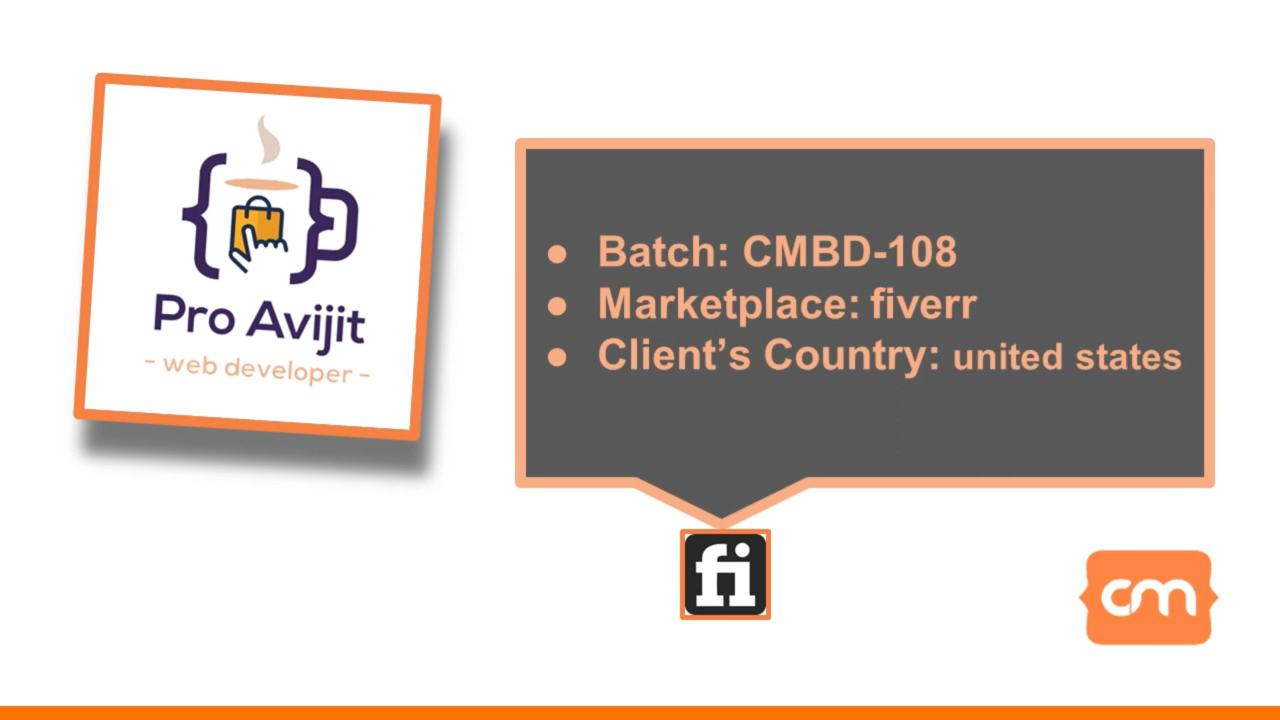 Pro Avijit
- web developer -
● Batch: CMBD-108
● Marketplace: fiverr
● Client’s Country: united states
fi
cm